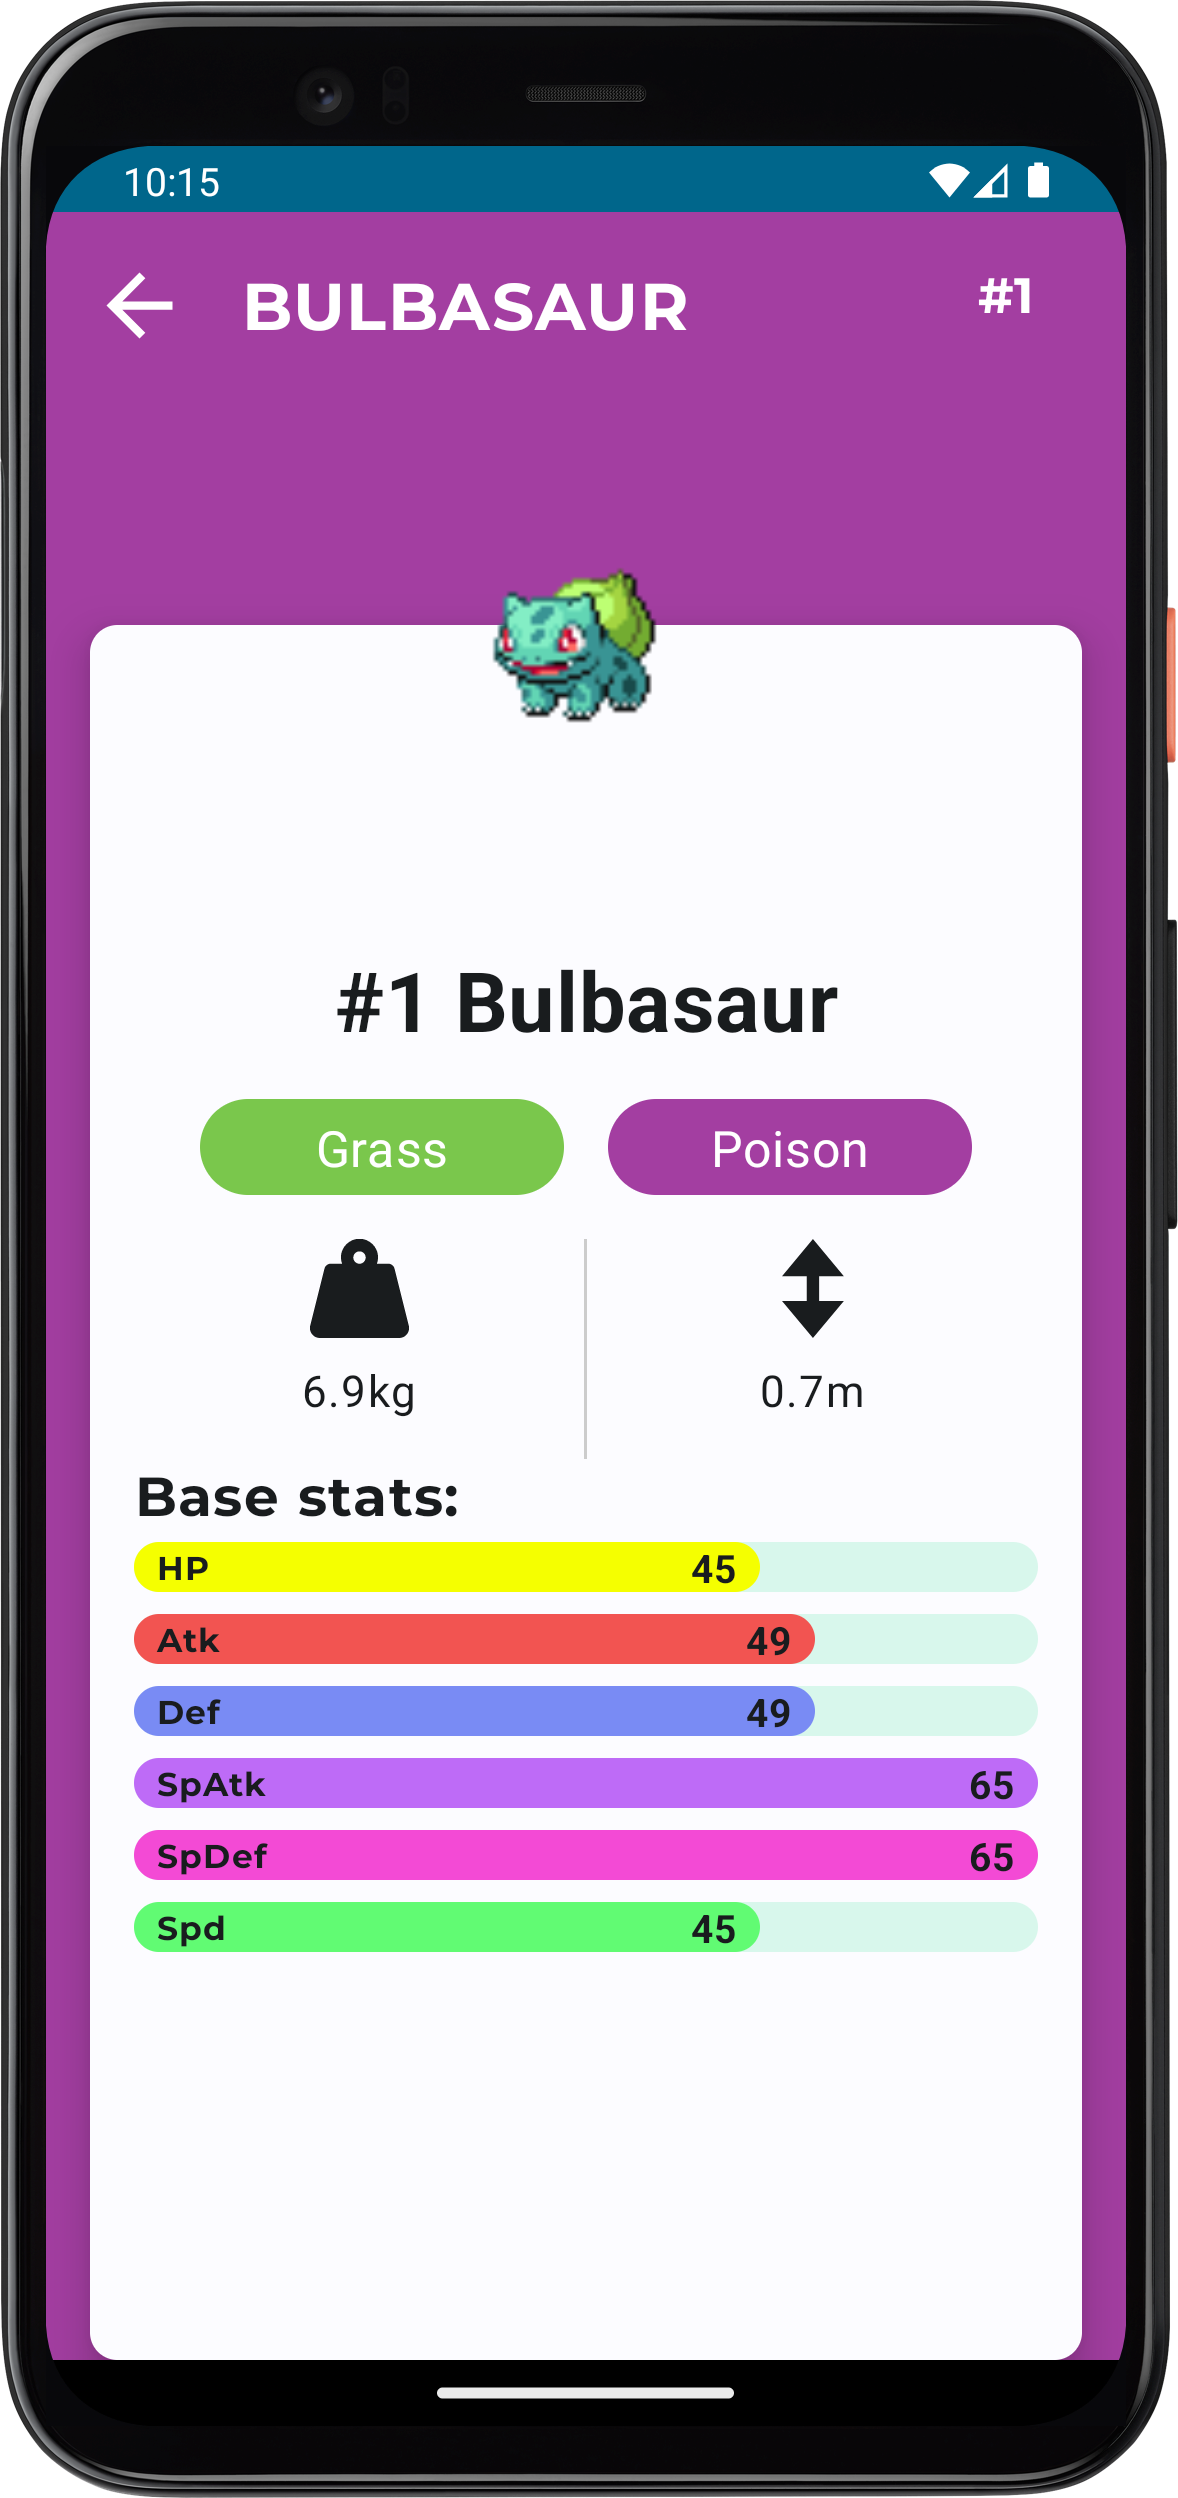 10:15
BULBASAUR
#1
#1 Bulbasaur
Grass Poison
6.9kg 0.7m
Base stats:
HP 45
Atk 49
Def 49
SpAtk 65
SpDef 65
Spd 45